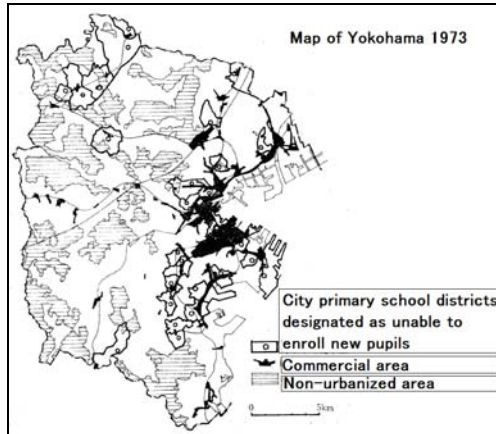 Map of Yokohama 1973
City primary school districts
designated as unable to
enroll new pupils
Commercial area
Non-urbanized area
0 5km